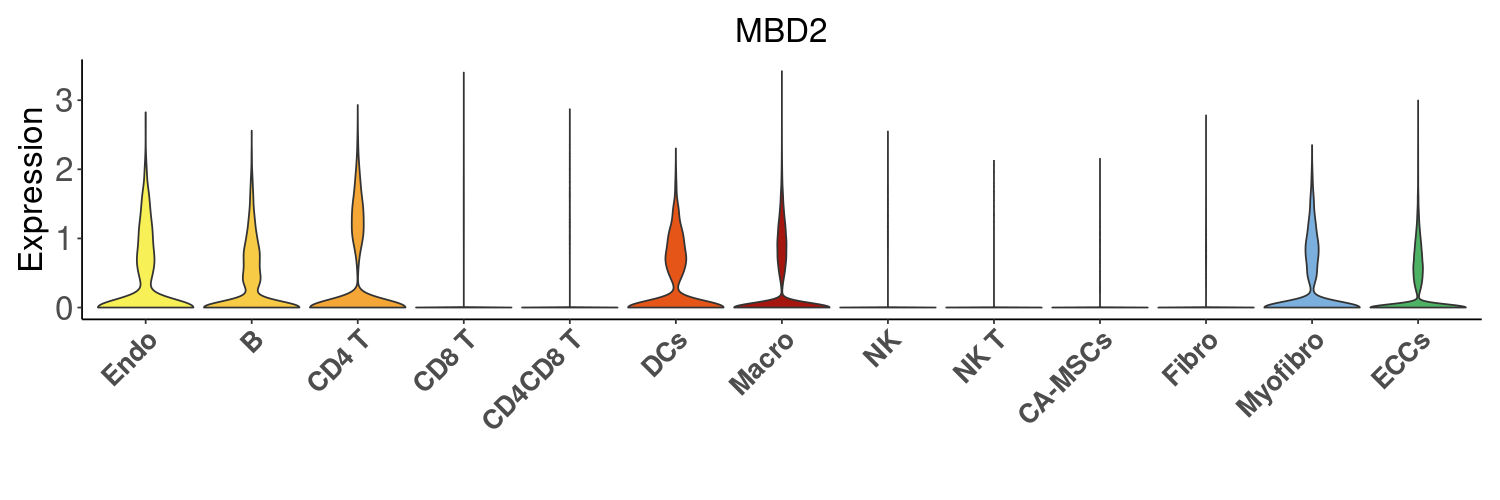 MBD2
Expression
3
2
1
0
Endo
B
CD4 T
CD8 T
CD4CD8 T
DCs
Macro
NK
NK T
CA-MSCs
Fibro
Myofibro
ECCs